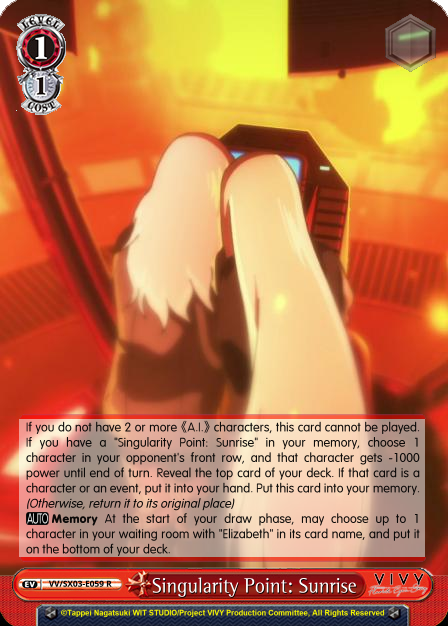 LEVEL
1
1
COST
If you do not have 2 or more 《A.I.》 characters, this card cannot be played.
If you have a "Singularity Point: Sunrise" in your memory, choose 1
character in your opponent's front row, and that character gets -1000
power until end of turn. Reveal the top card of your deck. If that card is a
character or an event, put it into your hand. Put this card into your memory.
(Otherwise, return it to its original place)
AUTO Memory At the start of your draw phase, may choose up to 1
character in your waiting room with "Elizabeth" in its card name, and put it
on the bottom of your deck.
EV VV/SX03-E059 R Singularity Point: Sunrise VIVY
Fluorite Eye's Song
©Tappei Nagatsuki WIT STUDIO/Project VIVY Production Committee, All Rights Reserved